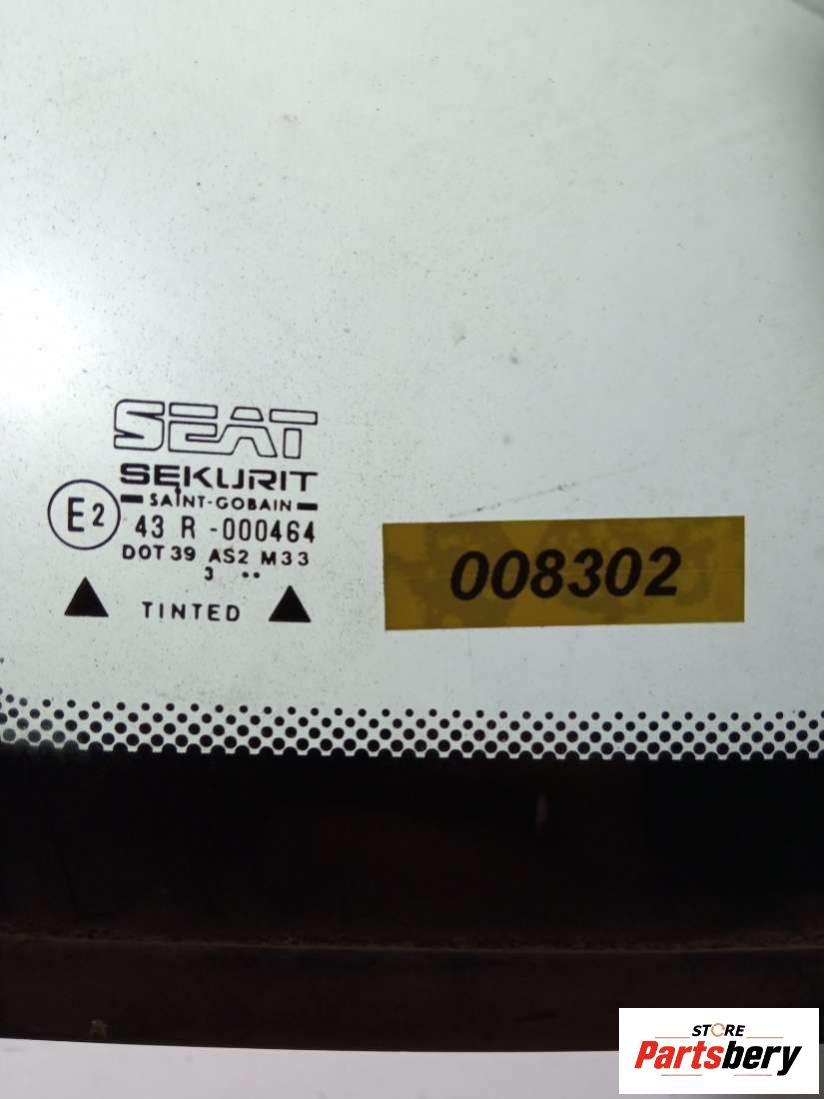 SEAT
SEKURIT
SAINT-GOBAIN
E2
43 R -000464
DOT 39 AS2 M33
3 ••
TINTED
008302
STORE
Partsbery